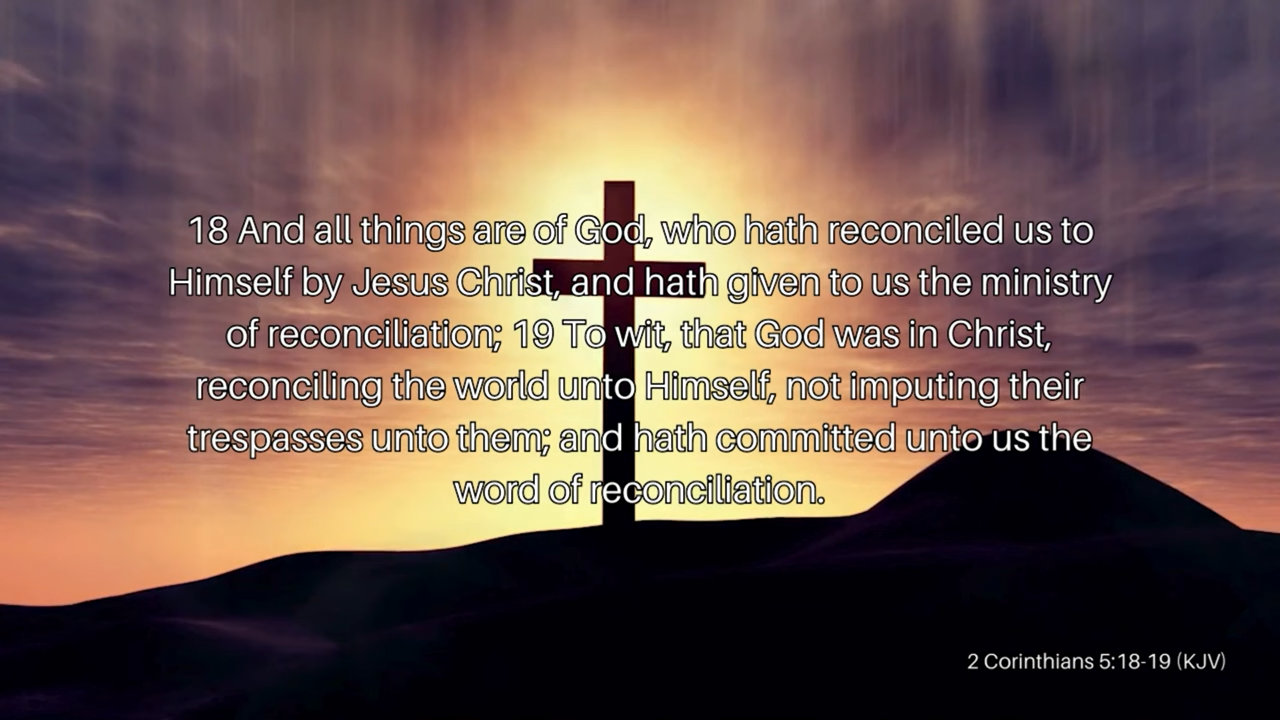 18 And all things are of God, who hath reconciled us to
Himself by Jesus Christ, and hath given to us the ministry
of reconciliation; 19 To wit, that God was in Christ,
reconciling the world unto Himself, not imputing their
trespasses unto them; and hath committed unto us the
word of reconciliation.
2 Corinthians 5:18-19 (KJV)